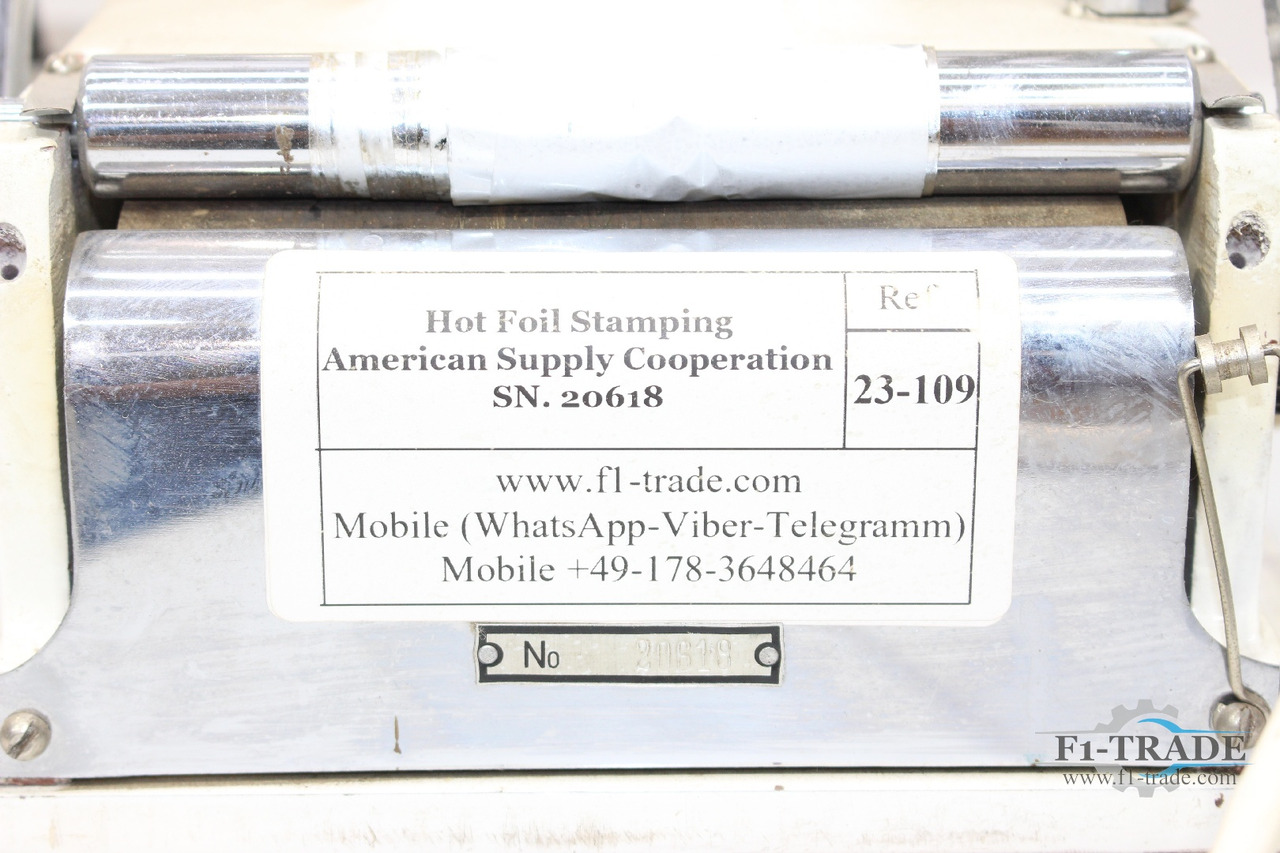 Hot Foil Stamping
American Supply Cooperation
SN. 20618
Ref
23-109
www.f1-trade.com
Mobile (WhatsApp-Viber-Telegramm)
Mobile +49-178-3648464
No 20618
F1-TRADE
www.f1-trade.com